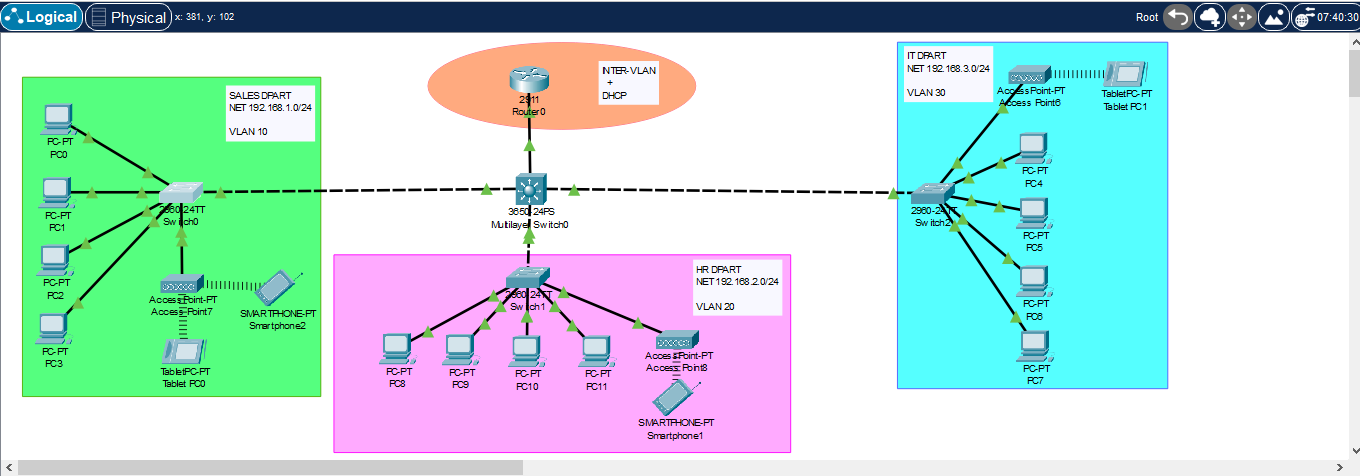 Logical
Physical
x: 381, y: 102
Root
07:40:30
SALES DPART
NET 192.168.1.0/24
VLAN 10
PC-PT
PC0
PC-PT
PC1
PC-PT
PC2
PC-PT
PC3
2960-24TT
Switch0
AccessPoint-PT
Access Point7
SMARTPHONE-PT
Smartphone2
TabletPC-PT
Tablet PC0
2911
Router0
INTER-VLAN
+
DHCP
3650-24PS
Multilayer Switch0
HR DPART
NET 192.168.2.0/24
VLAN 20
2960-24TT
Switch1
PC-PT
PC8
PC-PT
PC9
PC-PT
PC10
PC-PT
PC11
AccessPoint-PT
Access Point8
SMARTPHONE-PT
Smartphone1
IT DPART
NET 192.168.3.0/24
VLAN 30
AccessPoint-PT
Access Point6
TabletPC-PT
Tablet PC1
2960-24TT
Switch2
PC-PT
PC4
PC-PT
PC5
PC-PT
PC6
PC-PT
PC7